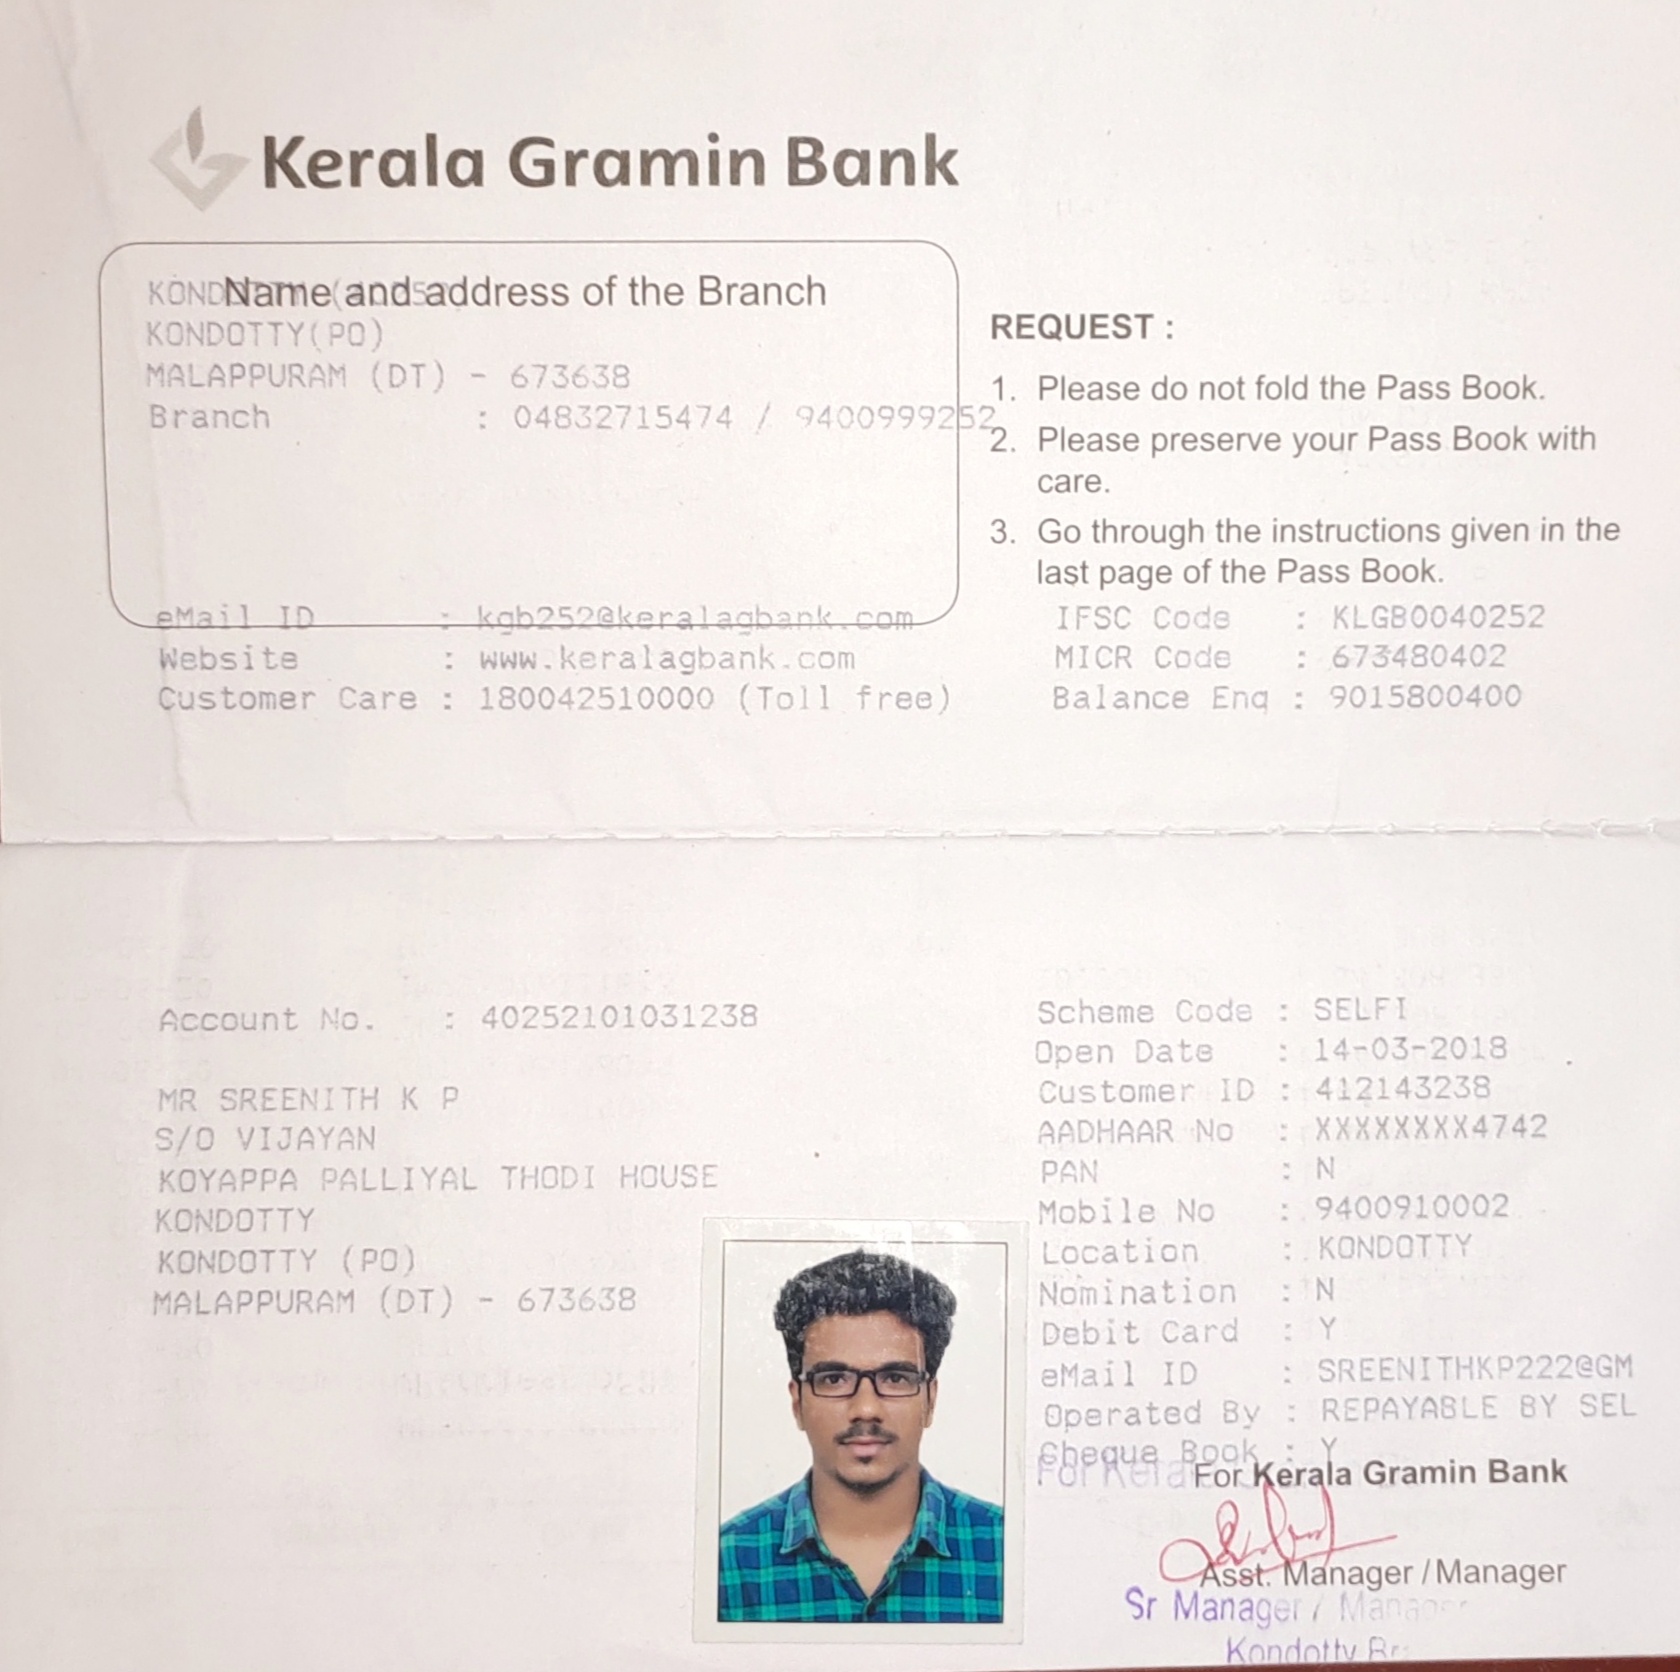 Kerala Gramin Bank
Name and address of the Branch
KONDOTTY(PO)
MALAPPURAM (DT) - 673638
Branch : 04832715474 / 9400999252
REQUEST :
1. Please do not fold the Pass Book.
2. Please preserve your Pass Book with
care.
3. Go through the instructions given in the
last page of the Pass Book.
eMail ID : kgb252@keralagbank.com
Website : www.keralagbank.com
Customer Care : 180042510000 (Toll free)
IFSC Code : KLGB0040252
MICR Code : 673480402
Balance Enq : 9015800400
Account No. : 40252101031238
MR SREENITH K P
S/O VIJAYAN
KOYAPPA PALLIYAL THODI HOUSE
KONDOTTY
KONDOTTY (PO)
MALAPPURAM (DT) - 673638
Scheme Code : SELFI
Open Date : 14-03-2018
Customer ID : 412143238
AADHAAR No : XXXXXXXX4742
PAN : N
Mobile No : 9400910002
Location : KONDOTTY
Nomination : N
Debit Card : Y
eMail ID : SREENITHKP222@GM
Operated By : REPAYABLE BY SEL
Cheque Book : Y
For Kerala Gramin Bank
Asst. Manager / Manager
Sr Manager / Manager
Kondotty